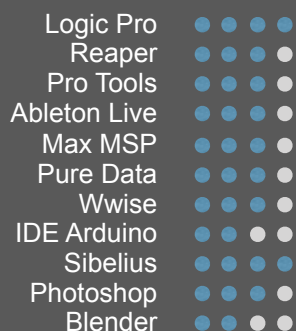 Logic Pro
Reaper
Pro Tools
Ableton Live
Max MSP
Pure Data
Wwise
IDE Arduino
Sibelius
Photoshop
Blender